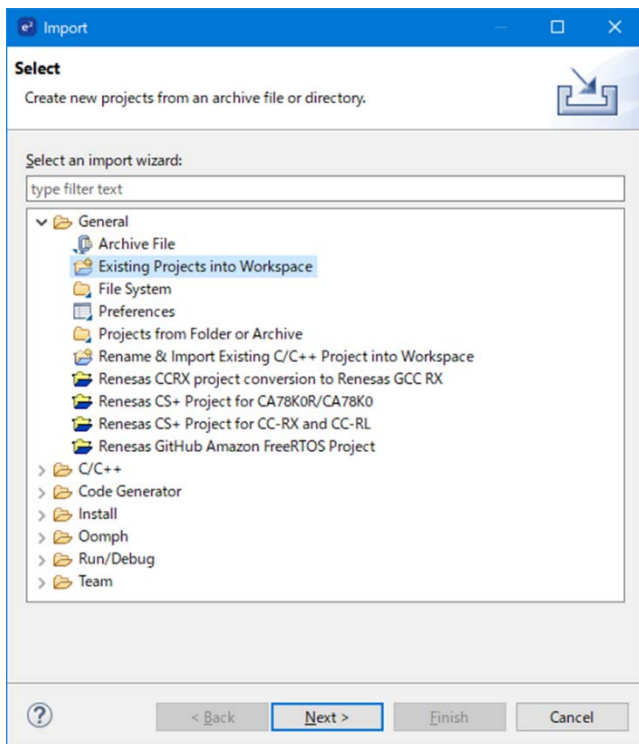 e² Import
Select
Create new projects from an archive file or directory.
Select an import wizard:
type filter text
General
Archive File
Existing Projects into Workspace
File System
Preferences
Projects from Folder or Archive
Rename & Import Existing C/C++ Project into Workspace
Renesas CCRX project conversion to Renesas GCC RX
Renesas CS+ Project for CA78K0R/CA78K0
Renesas CS+ Project for CC-RX and CC-RL
Renesas GitHub Amazon FreeRTOS Project
C/C++
Code Generator
Install
Oomph
Run/Debug
Team
? < Back Next > Finish Cancel